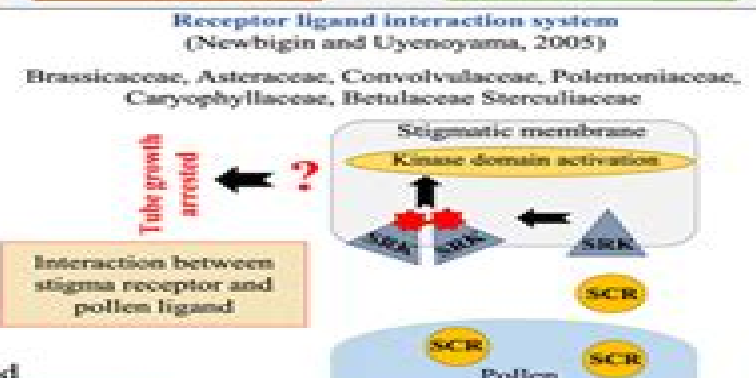 Receptor ligand interaction system
(Newbigin and Uyenoyama, 2005)
Brassicaceae, Asteraceae, Convolvulaceae, Polemoniaceae,
Caryophyllaceae, Betulaceae Sterculiaceae
Stigmatic membrane
Kinase domain activation
Tube growth
arrested
?
SRK
SRK
SRK
Interaction between
stigma receptor and
pollen ligand
SCR
SCR
SCR
Pollen